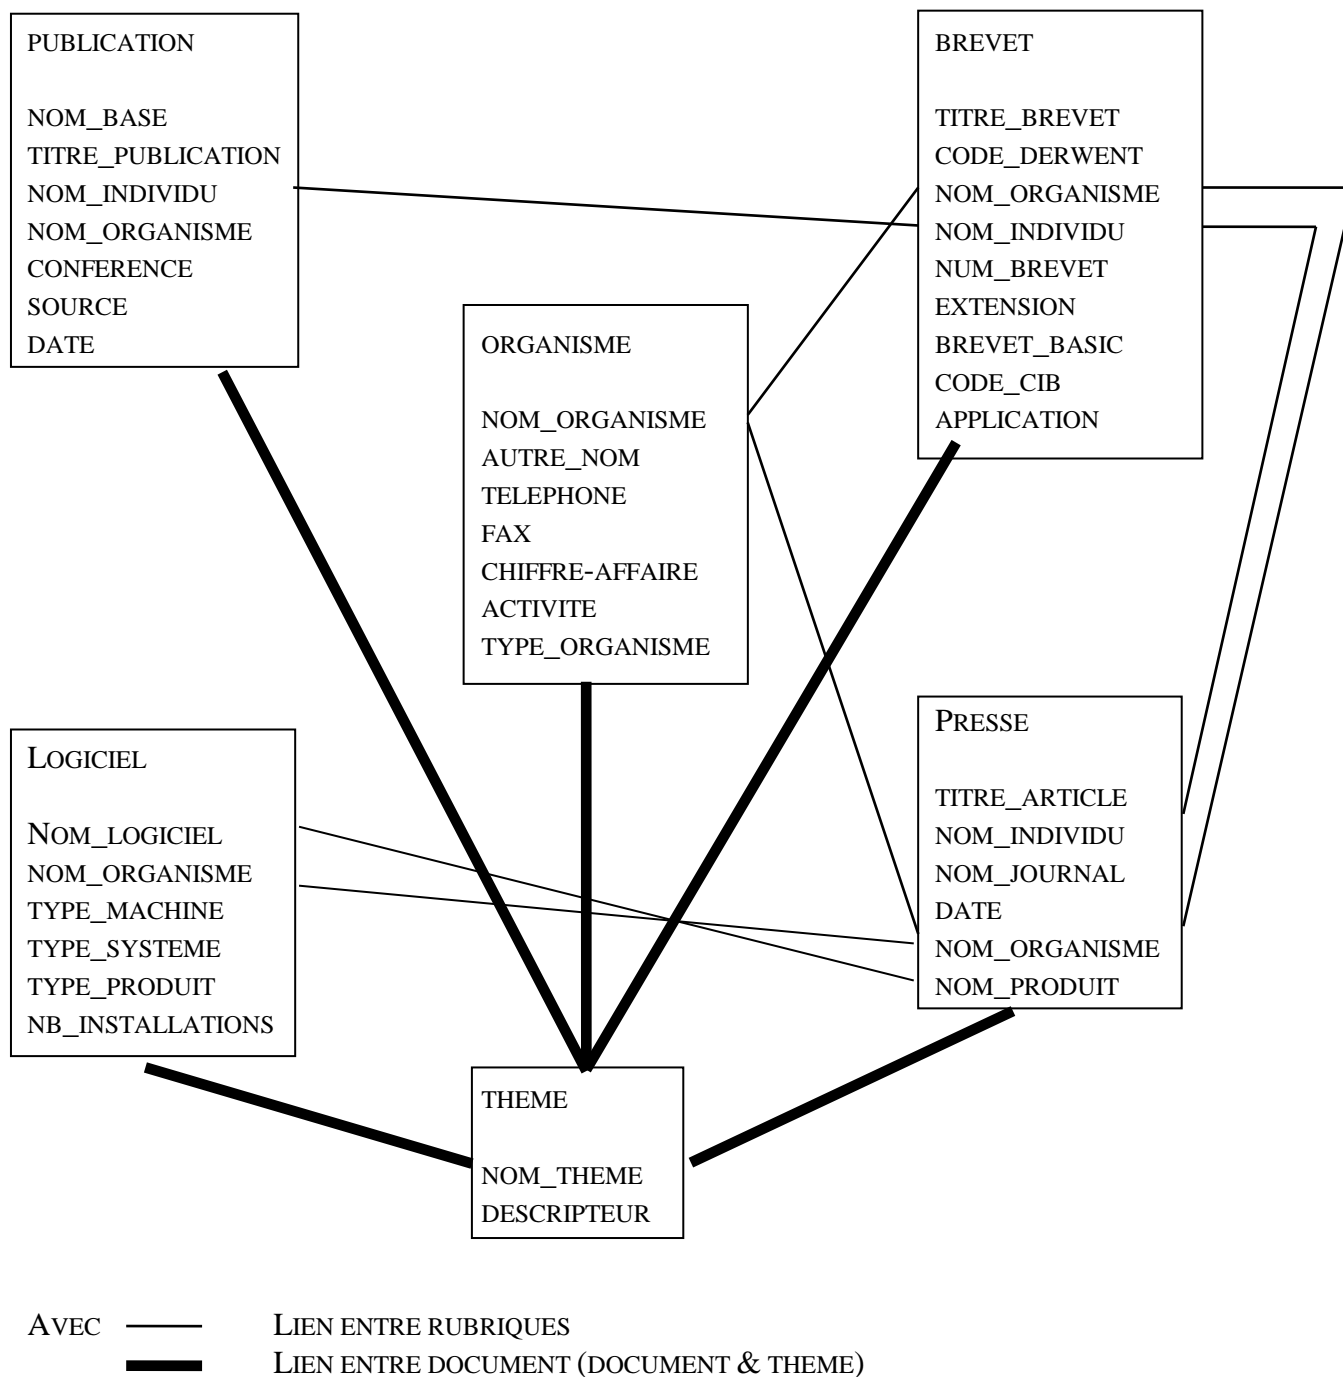 PUBLICATION
NOM_BASE
TITRE_PUBLICATION
NOM_INDIVIDU
NOM_ORGANISME
CONFERENCE
SOURCE
DATE
BREVET
TITRE_BREVET
CODE_DERWENT
NOM_ORGANISME
NOM_INDIVIDU
NUM_BREVET
EXTENSION
BREVET_BASIC
CODE_CIB
APPLICATION
ORGANISME
NOM_ORGANISME
AUTRE_NOM
TELEPHONE
FAX
CHIFFRE-AFFAIRE
ACTIVITE
TYPE_ORGANISME
LOGICIEL
NOM_LOGICIEL
NOM_ORGANISME
TYPE_MACHINE
TYPE_SYSTEME
TYPE_PRODUIT
NB_INSTALLATIONS
PRESSE
TITRE_ARTICLE
NOM_INDIVIDU
NOM_JOURNAL
DATE
NOM_ORGANISME
NOM_PRODUIT
THEME
NOM_THEME
DESCRIPTEUR
AVEC LIEN ENTRE RUBRIQUES
LIEN ENTRE DOCUMENT (DOCUMENT & THEME)